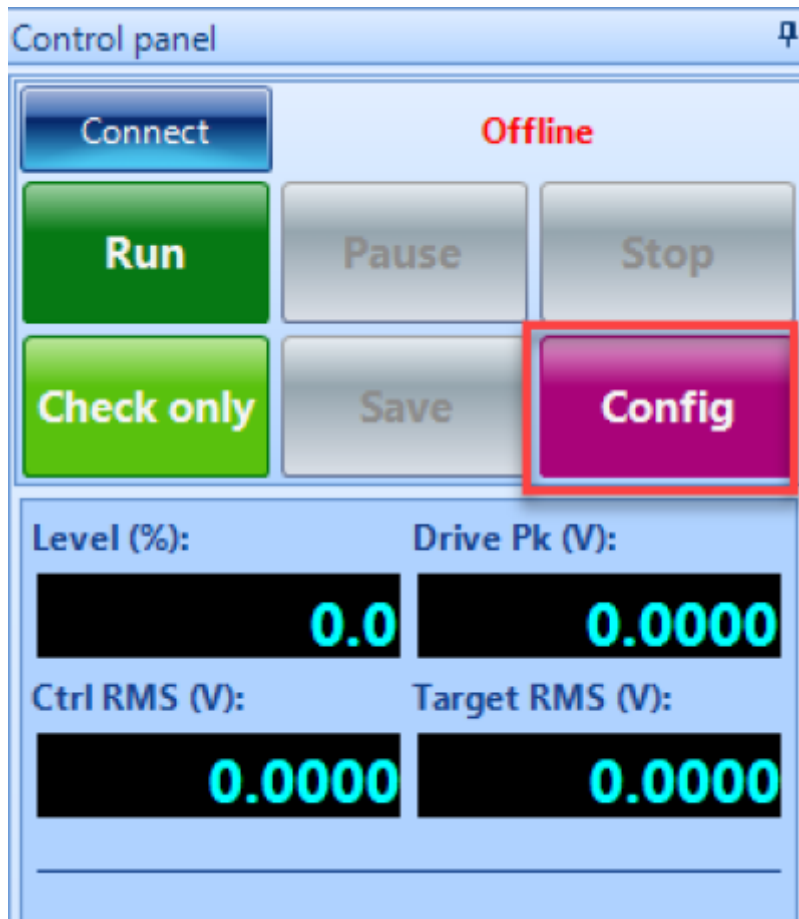 Control panel
Connect Offline
Run Pause Stop
Check only Save Config
Level (%): Drive Pk (V):
0.0 0.0000
Ctrl RMS (V): Target RMS (V):
0.0000 0.0000